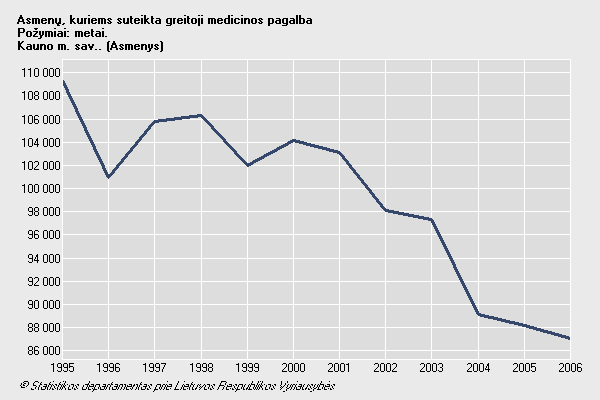 Asmenų, kuriems suteikta greitoji medicinos pagalba
Požymiai: metai.
Kauno m. sav.. (Asmenys)
110 000
108 000
106 000
104 000
102 000
100 000
98 000
96 000
94 000
92 000
90 000
88 000
86 000
1995 1996 1997 1998 1999 2000 2001 2002 2003 2004 2005 2006
© Statistikos departamentas prie Lietuvos Respublikos Vyriausybės